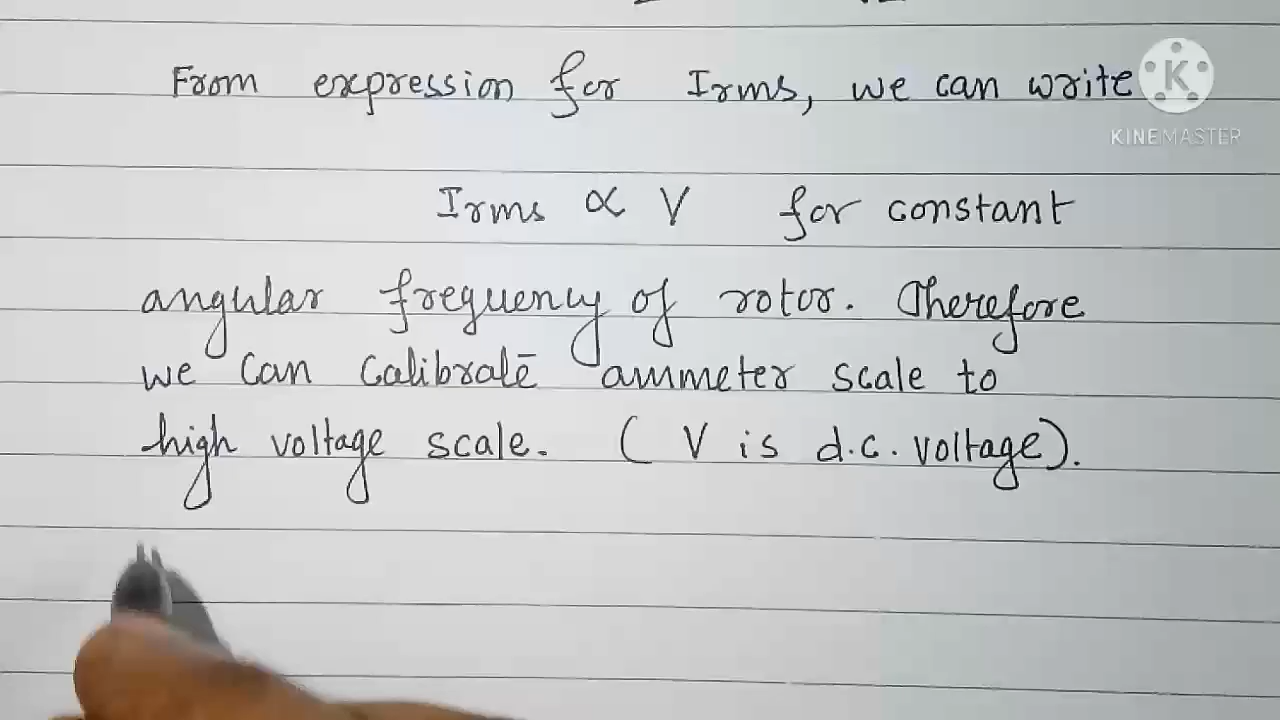 From expression for Irms, we can write
K
KINEMASTER
Irms ∝ V for constant
angular frequency of rotor. Therefore
we can calibrate ammeter scale to
high voltage scale. ( V is d.c. voltage).